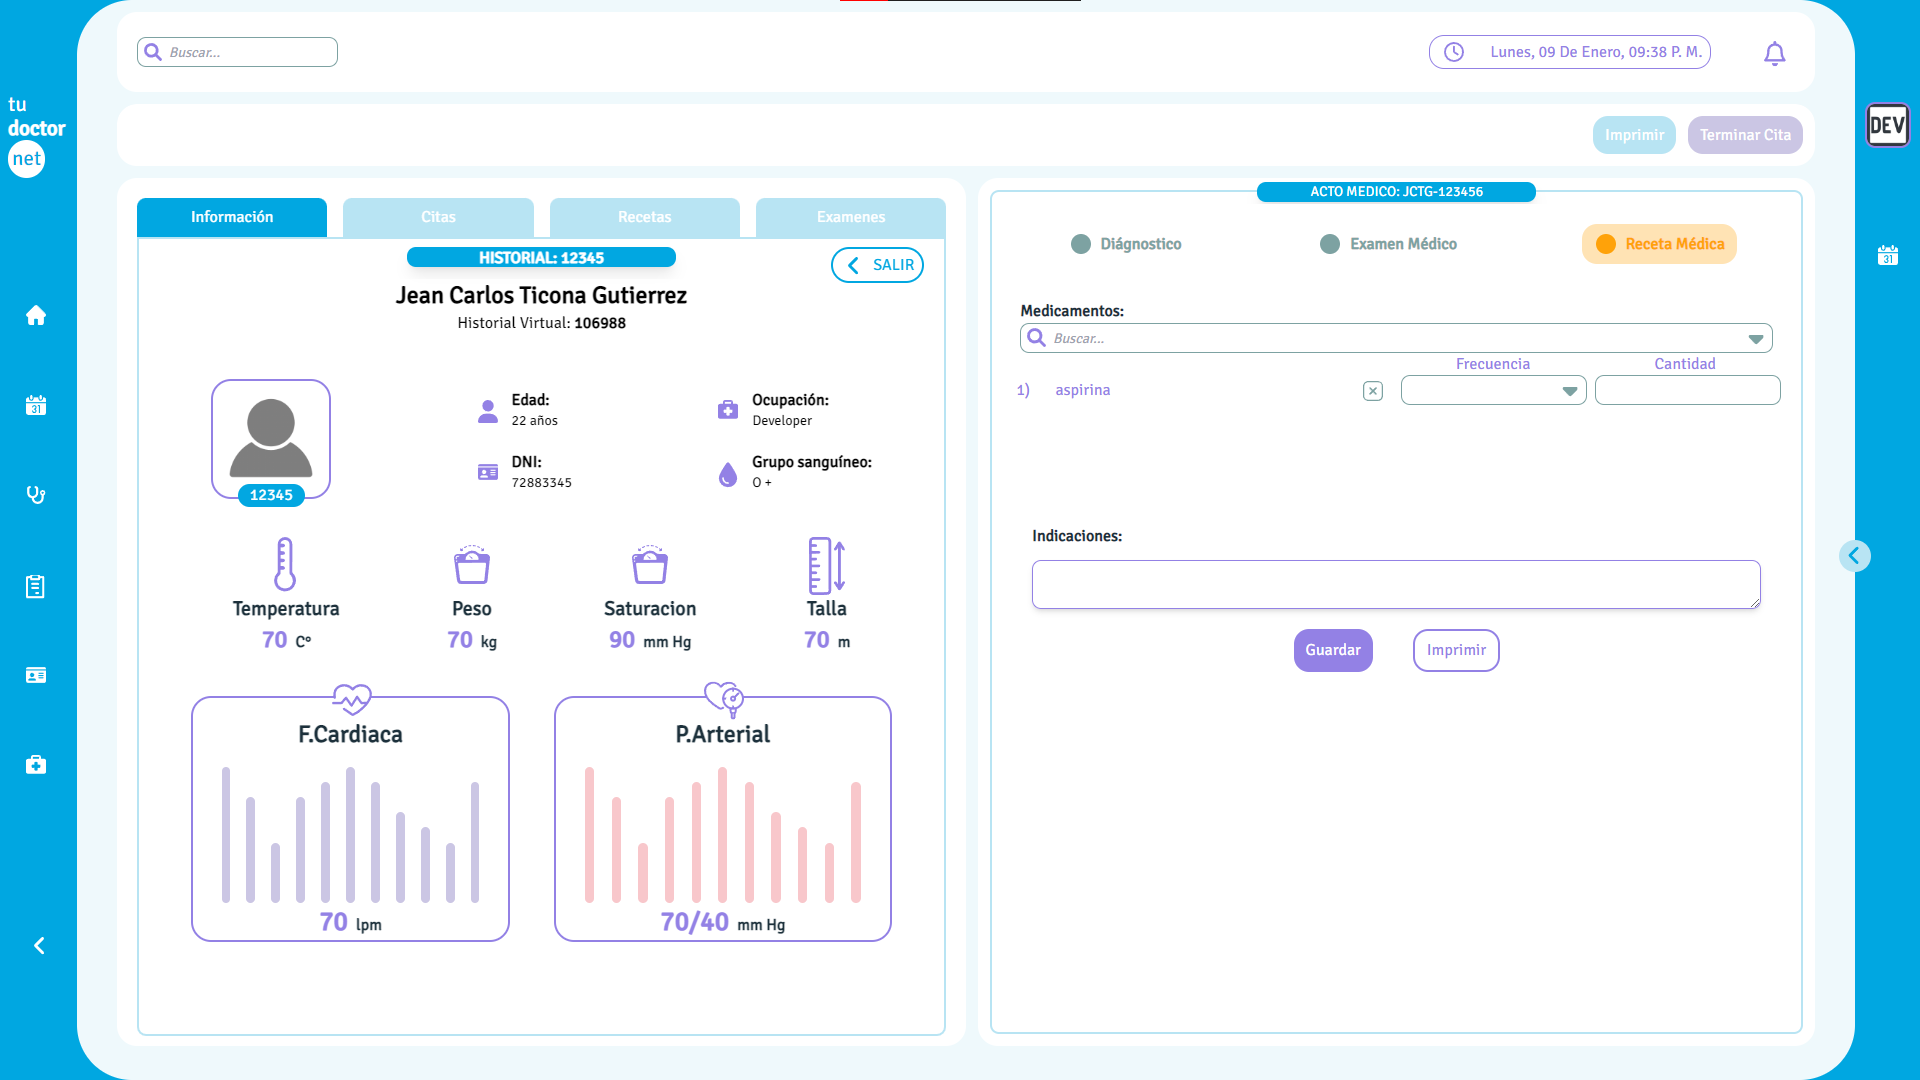 Buscar...
Lunes, 09 De Enero, 09:38 P. M.
tu
doctor
net
DEV
Imprimir
Terminar Cita
Información
Citas
Recetas
Examenes
HISTORIAL: 12345
SALIR
Jean Carlos Ticona Gutierrez
Historial Virtual: 106988
12345
Edad:
22 años
Ocupación:
Developer
DNI:
72883345
Grupo sanguíneo:
O +
Temperatura
70 C°
Peso
70 kg
Saturacion
90 mm Hg
Talla
70 m
F.Cardiaca
70 lpm
P.Arterial
70/40 mm Hg
ACTO MEDICO: JCTG-123456
Diágnostico
Examen Médico
Receta Médica
Medicamentos:
Buscar...
Frecuencia
Cantidad
1) aspirina
Indicaciones:
Guardar
Imprimir
31
31